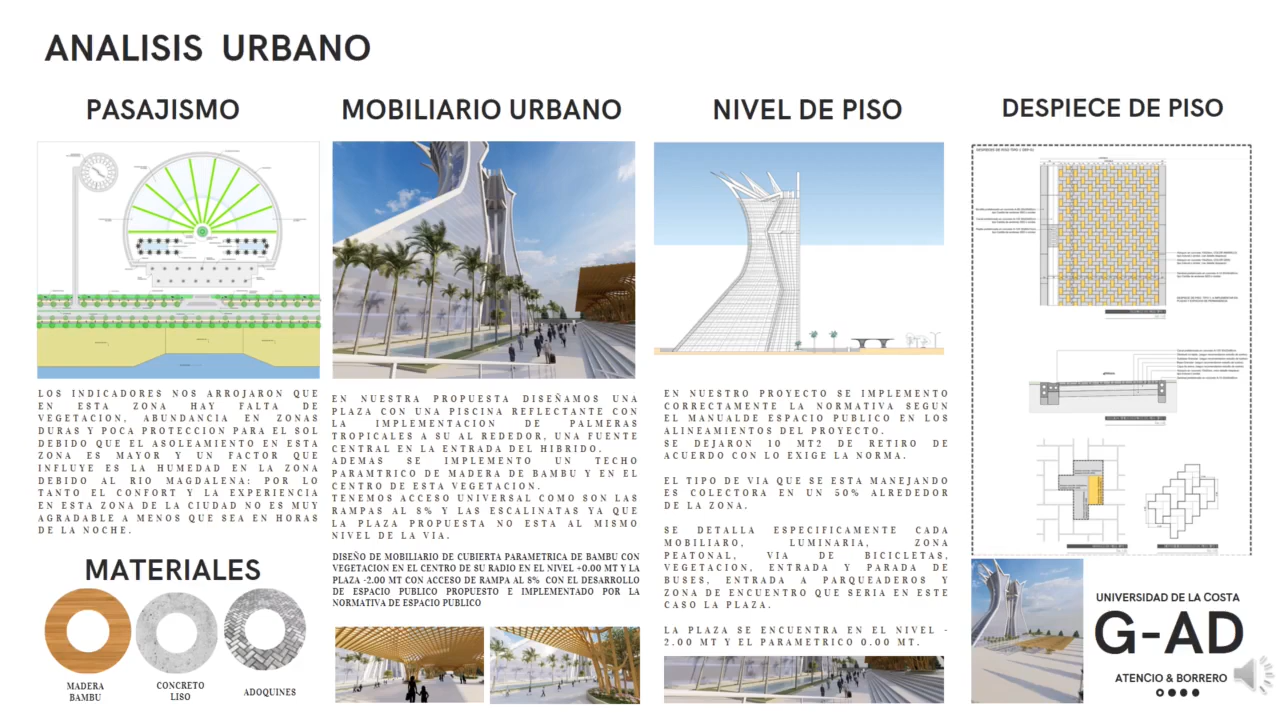 ANALISIS URBANO
PASAJISMO
MOBILIARIO URBANO
NIVEL DE PISO
DESPIECE DE PISO
LOS INDICADORES NOS ARROJARON QUE
EN ESTA ZONA HAY FALTA DE
VEGETACION, ABUNDANCIA EN ZONAS
DURAS Y POCA PROTECCION PARA EL SOL
DEBIDO QUE EL ASOLEAMIENTO EN ESTA
ZONA ES MAYOR Y UN FACTOR QUE
INFLUYE ES LA HUMEDAD EN LA ZONA
DEBIDO AL RIO MAGDALENA: POR LO
TANTO EL CONFORT Y LA EXPERIENCIA
EN ESTA ZONA DE LA CIUDAD NO ES MUY
AGRADABLE A MENOS QUE SEA EN HORAS
DE LA NOCHE.
MATERIALES
MADERA
BAMBU
CONCRETO
LISO
ADOQUINES
EN NUESTRA PROPUESTA DISEÑAMOS UNA
PLAZA CON UNA PISCINA REFLECTANTE CON
LA IMPLEMENTACION DE PALMERAS
TROPICALES A SU AL REDEDOR, UNA FUENTE
CENTRAL EN LA ENTRADA DEL HIBRIDO.
ADEMAS SE IMPLEMENTO UN TECHO
PARAMTRICO DE MADERA DE BAMBU Y EN EL
CENTRO DE ESTA VEGETACION.
TENEMOS ACCESO UNIVERSAL COMO SON LAS
RAMPAS AL 8% Y LAS ESCALINATAS YA QUE
LA PLAZA PROPUESTA NO ESTA AL MISMO
NIVEL DE LA VIA.
DISEÑO DE MOBILIARIO DE CUBIERTA PARAMETRICA DE BAMBU CON
VEGETACION EN EL CENTRO DE SU RADIO EN EL NIVEL +0.00 MT Y LA
PLAZA -2.00 MT CON ACCESO DE RAMPA AL 8% CON EL DESARROLLO
DE ESPACIO PUBLICO PROPUESTO E IMPLEMENTADO POR LA
NORMATIVA DE ESPACIO PUBLICO
EN NUESTRO PROYECTO SE IMPLEMENTO
CORRECTAMENTE LA NORMATIVA SEGUN
EL MANUALDE ESPACIO PUBLICO EN LOS
ALINEAMIENTOS DEL PROYECTO.
SE DEJARON 10 MT2 DE RETIRO DE
ACUERDO CON LO EXIGE LA NORMA.
EL TIPO DE VIA QUE SE ESTA MANEJANDO
ES COLECTORA EN UN 50% ALREDEDOR
DE LA ZONA.
SE DETALLA ESPECIFICAMENTE CADA
MOBILIARO, LUMINARIA, ZONA
PEATONAL, VIA DE BICICLETAS,
VEGETACION, ENTRADA Y PARADA DE
BUSES, ENTRADA A PARQUEADEROS Y
ZONA DE ENCUENTRO QUE SERIA EN ESTE
CASO LA PLAZA.
LA PLAZA SE ENCUENTRA EN EL NIVEL -
2.00 MT Y EL PARAMETRICO 0.00 MT.
UNIVERSIDAD DE LA COSTA
G-AD
ATENCIO & BORRERO